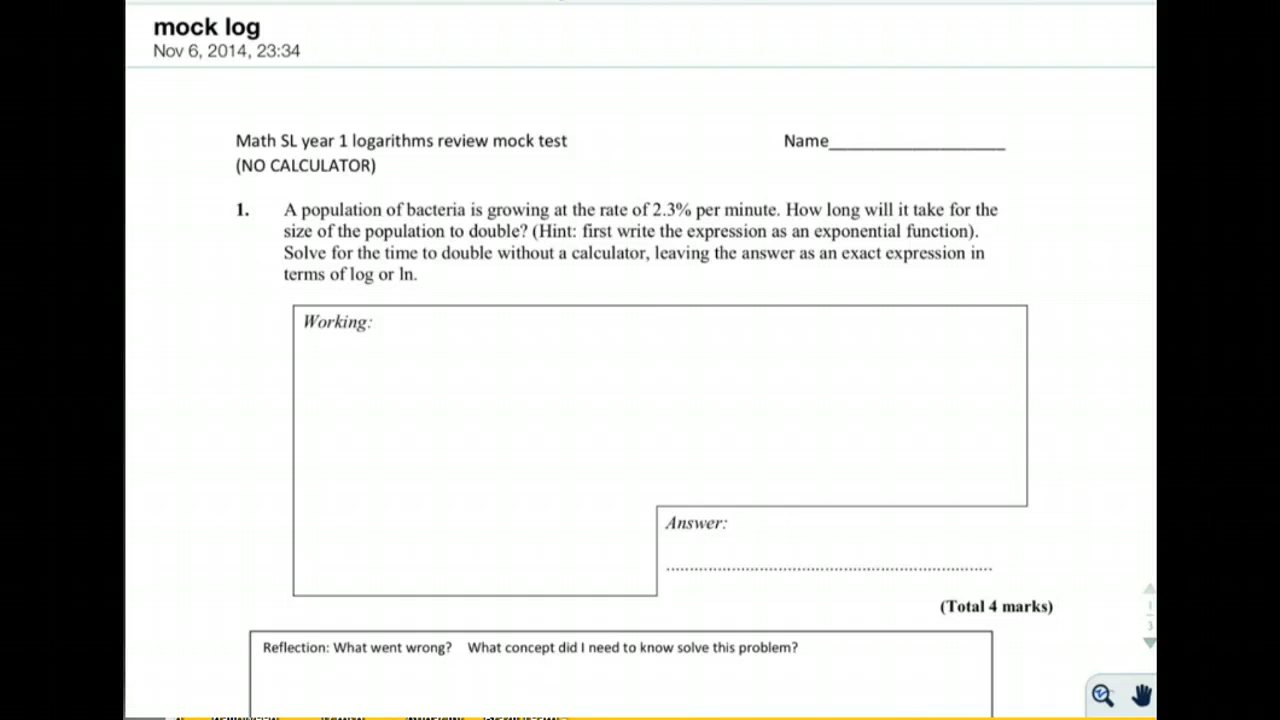 mock log
Nov 6, 2014, 23:34
Math SL year 1 logarithms review mock test Name____________________
(NO CALCULATOR)
1. A population of bacteria is growing at the rate of 2.3% per minute. How long will it take for the
size of the population to double? (Hint: first write the expression as an exponential function).
Solve for the time to double without a calculator, leaving the answer as an exact expression in
terms of log or ln.
Working:
Answer:
......................................................................
(Total 4 marks)
1
3
Reflection: What went wrong? What concept did I need to know solve this problem?